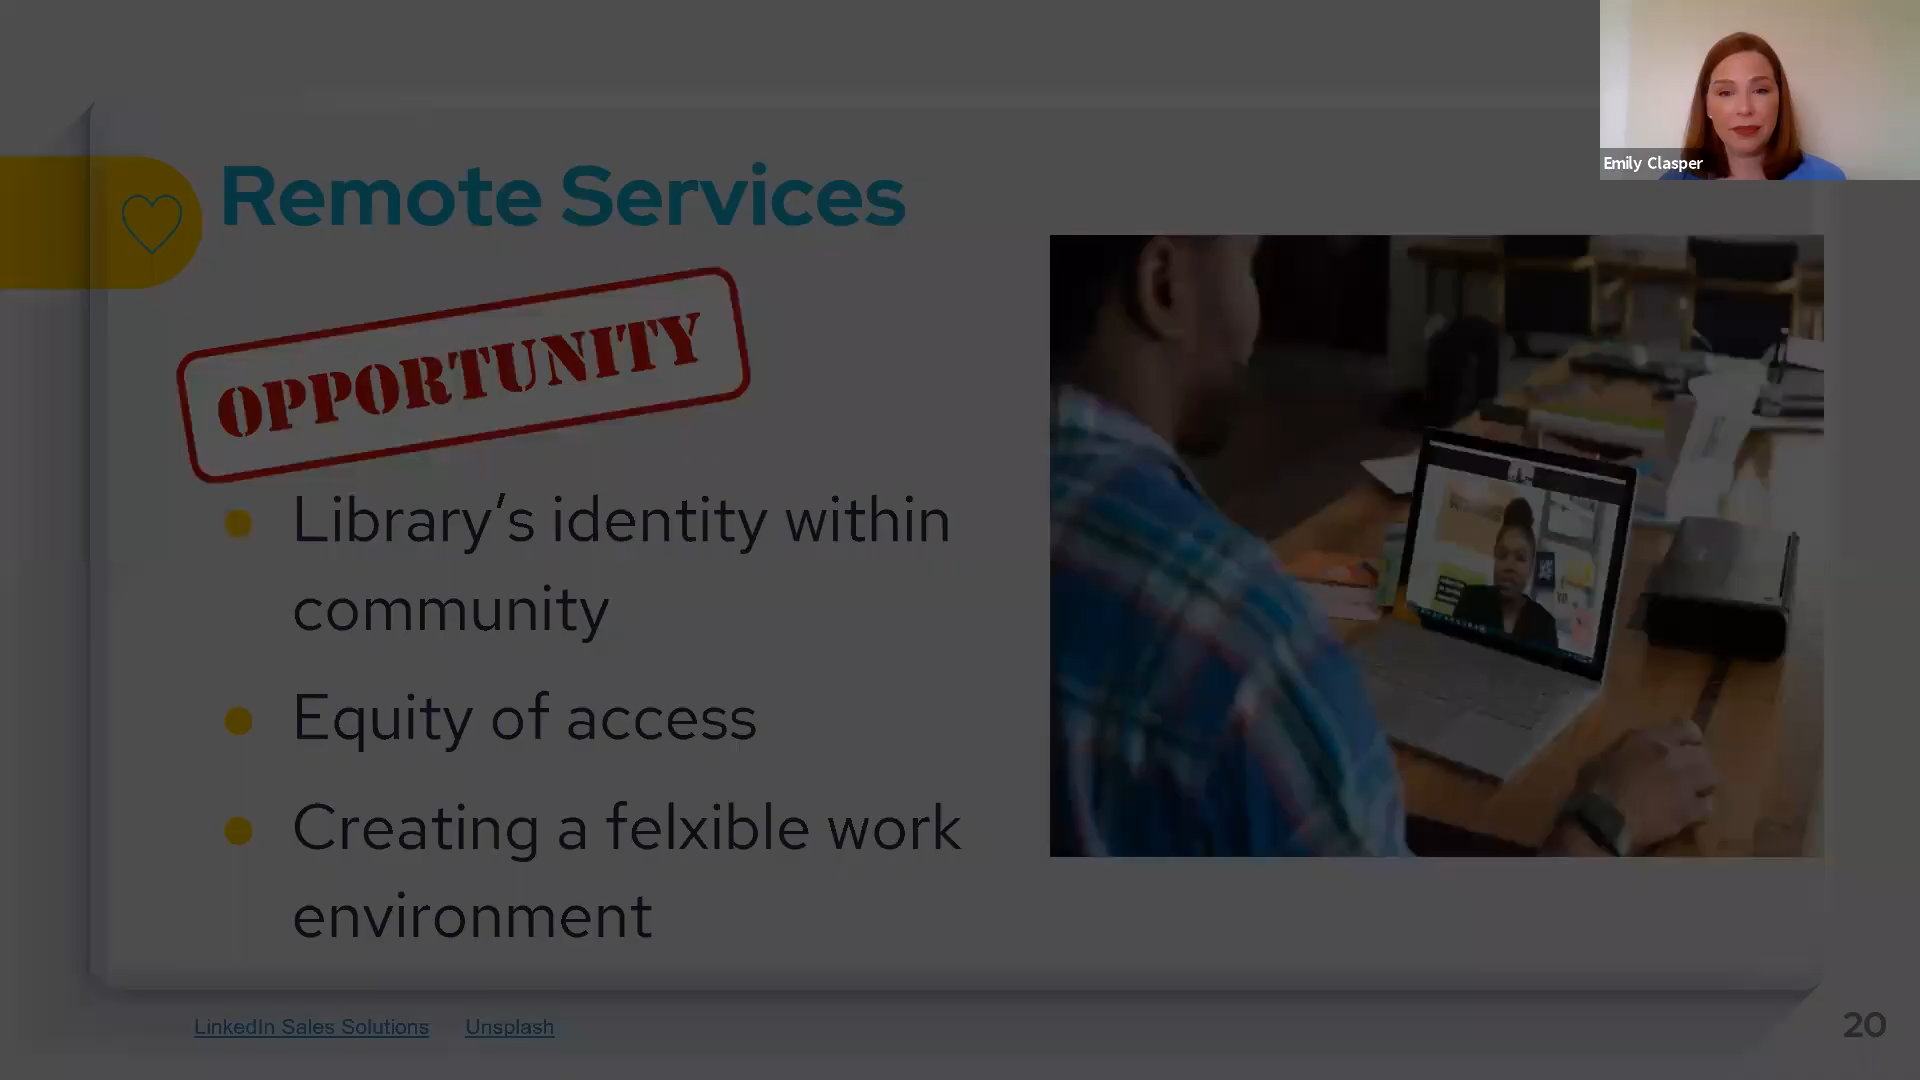 Emily Clasper
Remote Services
OPPORTUNITY
Library's identity within
community
Equity of access
Creating a felxible work
environment
LinkedIn Sales Solutions Unsplash
20